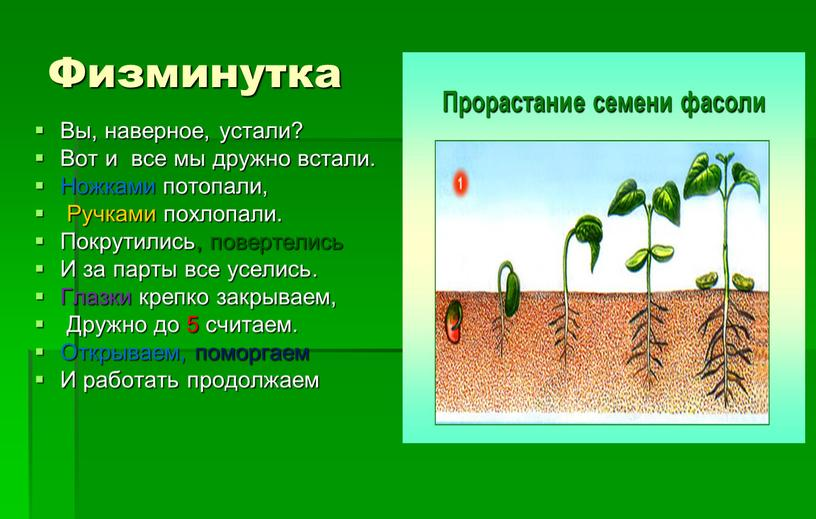 Физминутка
Вы, наверное, устали?
Вот и все мы дружно встали.
Ножками потопали,
Ручками похлопали.
Покрутились, повертелись
И за парты все уселись.
Глазки крепко закрываем,
Дружно до 5 считаем.
Открываем, поморгаем
И работать продолжаем
Прорастание семени фасоли
1